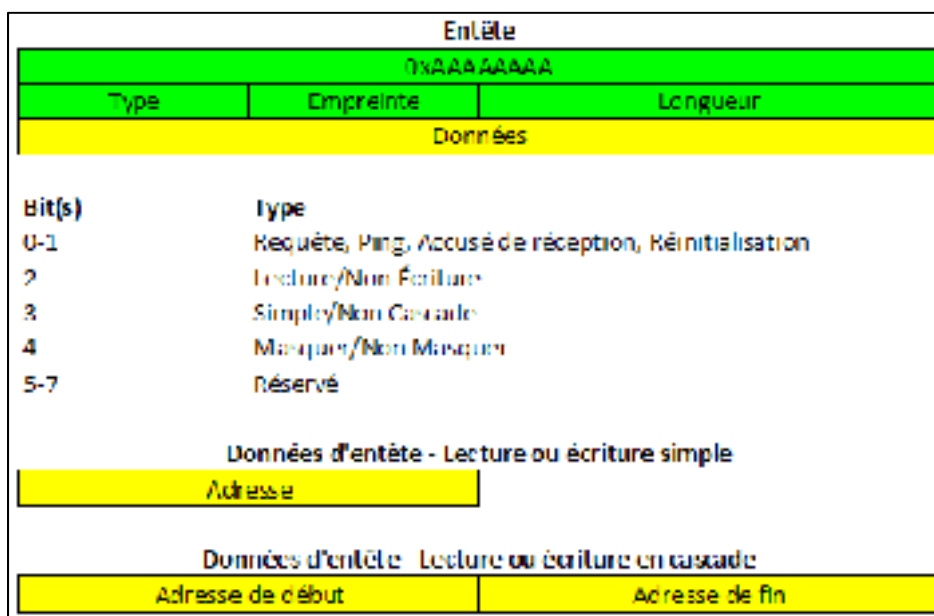 Entête
0xAAAAAAAA
Type Empreinte Longueur
Données
Bit(s) Type
0-1 Requête, Ping, Accusé de réception, Réinitialisation
2 Lecture/Non Écriture
3 Simple/Non Cascade
4 Masquer/Non Masquer
5-7 Réservé
Données d'entête - Lecture ou écriture simple
Adresse
Données d'entête - Lecture ou écriture en cascade
Adresse de début Adresse de fin